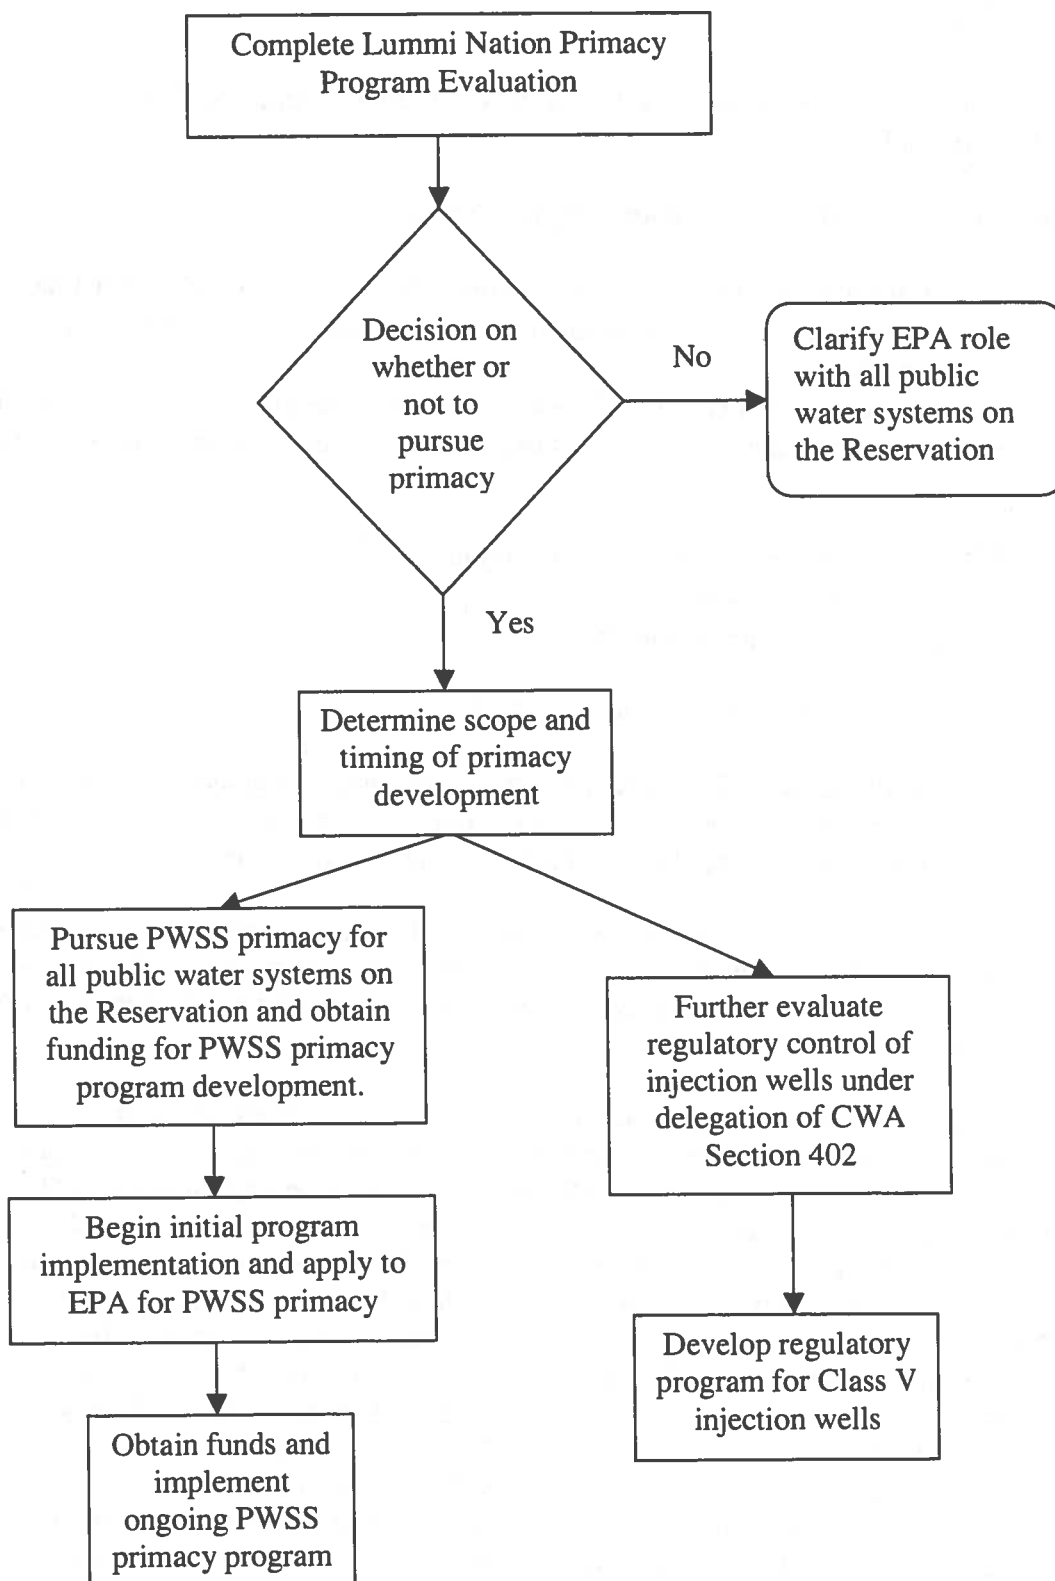 Complete Lummi Nation Primacy
Program Evaluation
Decision on
whether or
not to
pursue
primacy
No
Clarify EPA role
with all public
water systems on
the Reservation
Yes
Determine scope and
timing of primacy
development
Pursue PWSS primacy for
all public water systems on
the Reservation and obtain
funding for PWSS primacy
program development.
Further evaluate
regulatory control of
injection wells under
delegation of CWA
Section 402
Begin initial program
implementation and apply to
EPA for PWSS primacy
Develop regulatory
program for Class V
injection wells
Obtain funds and
implement
ongoing PWSS
primacy program